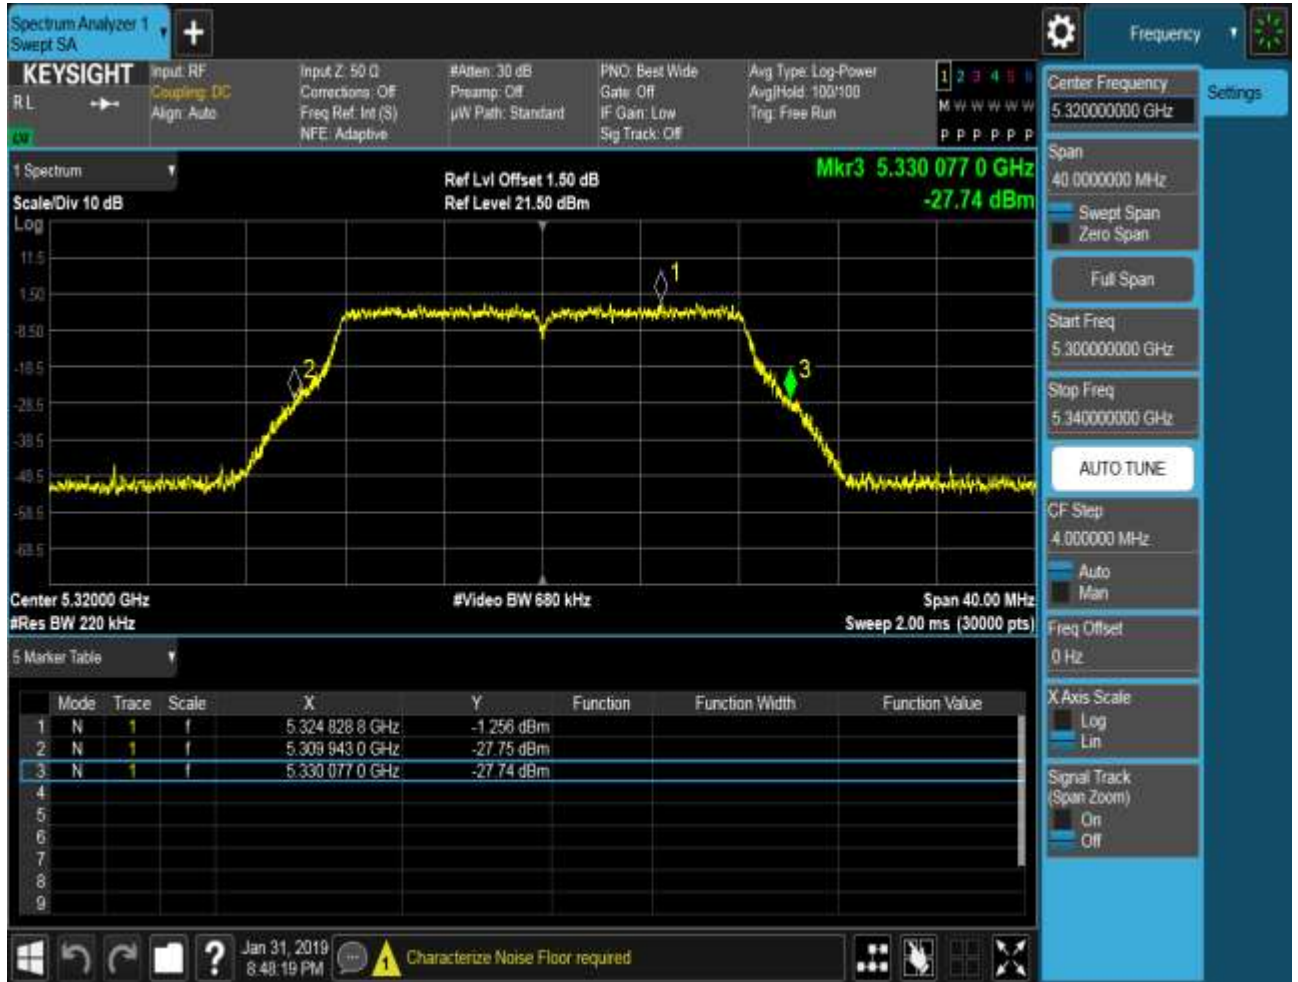 Spectrum Analyzer 1
Swept SA
Frequency
KEYSIGHT
RL
Input: RF
Coupling: DC
Align: Auto
Input Z: 50 Ω
Corrections: Off
Freq Ref: Int (S)
NFE: Adaptive
#Atten: 30 dB
Preamp: Off
µW Path: Standard
PNO: Best Wide
Gate: Off
IF Gain: Low
Sig Track: Off
Avg Type: Log-Power
Avg|Hold: 100/100
Trig: Free Run
1 2 3 4 5 6
M W W W W W
P P P P P P
1 Spectrum
Scale/Div 10 dB
Ref Lvl Offset 1.50 dB
Ref Level 21.50 dBm
Mkr3 5.330 077 0 GHz
-27.74 dBm
Log
11.5
1.50
-8.50
-18.5
-28.5
-38.5
-48.5
-58.5
-68.5
1
2
3
Center 5.32000 GHz
#Res BW 220 kHz
#Video BW 680 kHz
Span 40.00 MHz
Sweep 2.00 ms (30000 pts)
5 Marker Table
Mode Trace Scale X Y Function Function Width Function Value
1 N 1 f 5.324 828 8 GHz -1.256 dBm
2 N 1 f 5.309 943 0 GHz -27.75 dBm
3 N 1 f 5.330 077 0 GHz -27.74 dBm
4
5
6
7
8
9
Jan 31, 2019
8:48:19 PM
?
1
Characterize Noise Floor required
Settings
Center Frequency
5.320000000 GHz
Span
40.0000000 MHz
Swept Span
Zero Span
Full Span
Start Freq
5.300000000 GHz
Stop Freq
5.340000000 GHz
AUTO TUNE
CF Step
4.000000 MHz
Auto
Man
Freq Offset
0 Hz
X Axis Scale
Log
Lin
Signal Track
(Span Zoom)
On
Off